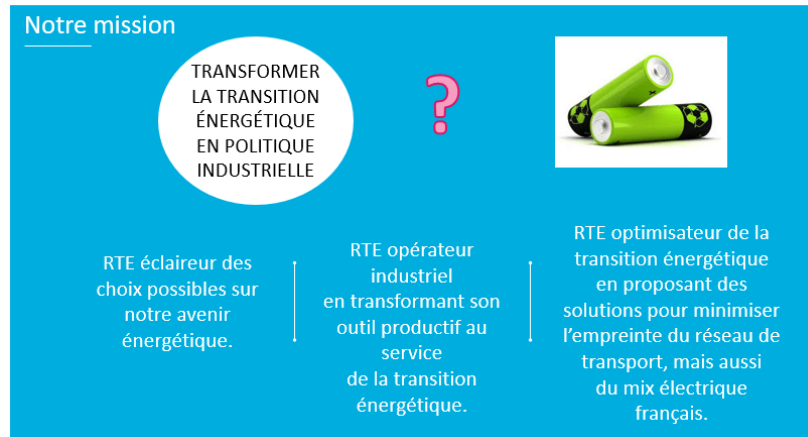 Notre mission
TRANSFORMER
LA TRANSITION
ÉNERGÉTIQUE
EN POLITIQUE
INDUSTRIELLE
?
RTE éclaireur des
choix possibles sur
notre avenir
énergétique.
RTE opérateur
industriel
en transformant son
outil productif au
service
de la transition
énergétique.
RTE optimisateur de la
transition énergétique
en proposant des
solutions pour minimiser
l’empreinte du réseau de
transport, mais aussi
du mix électrique
français.